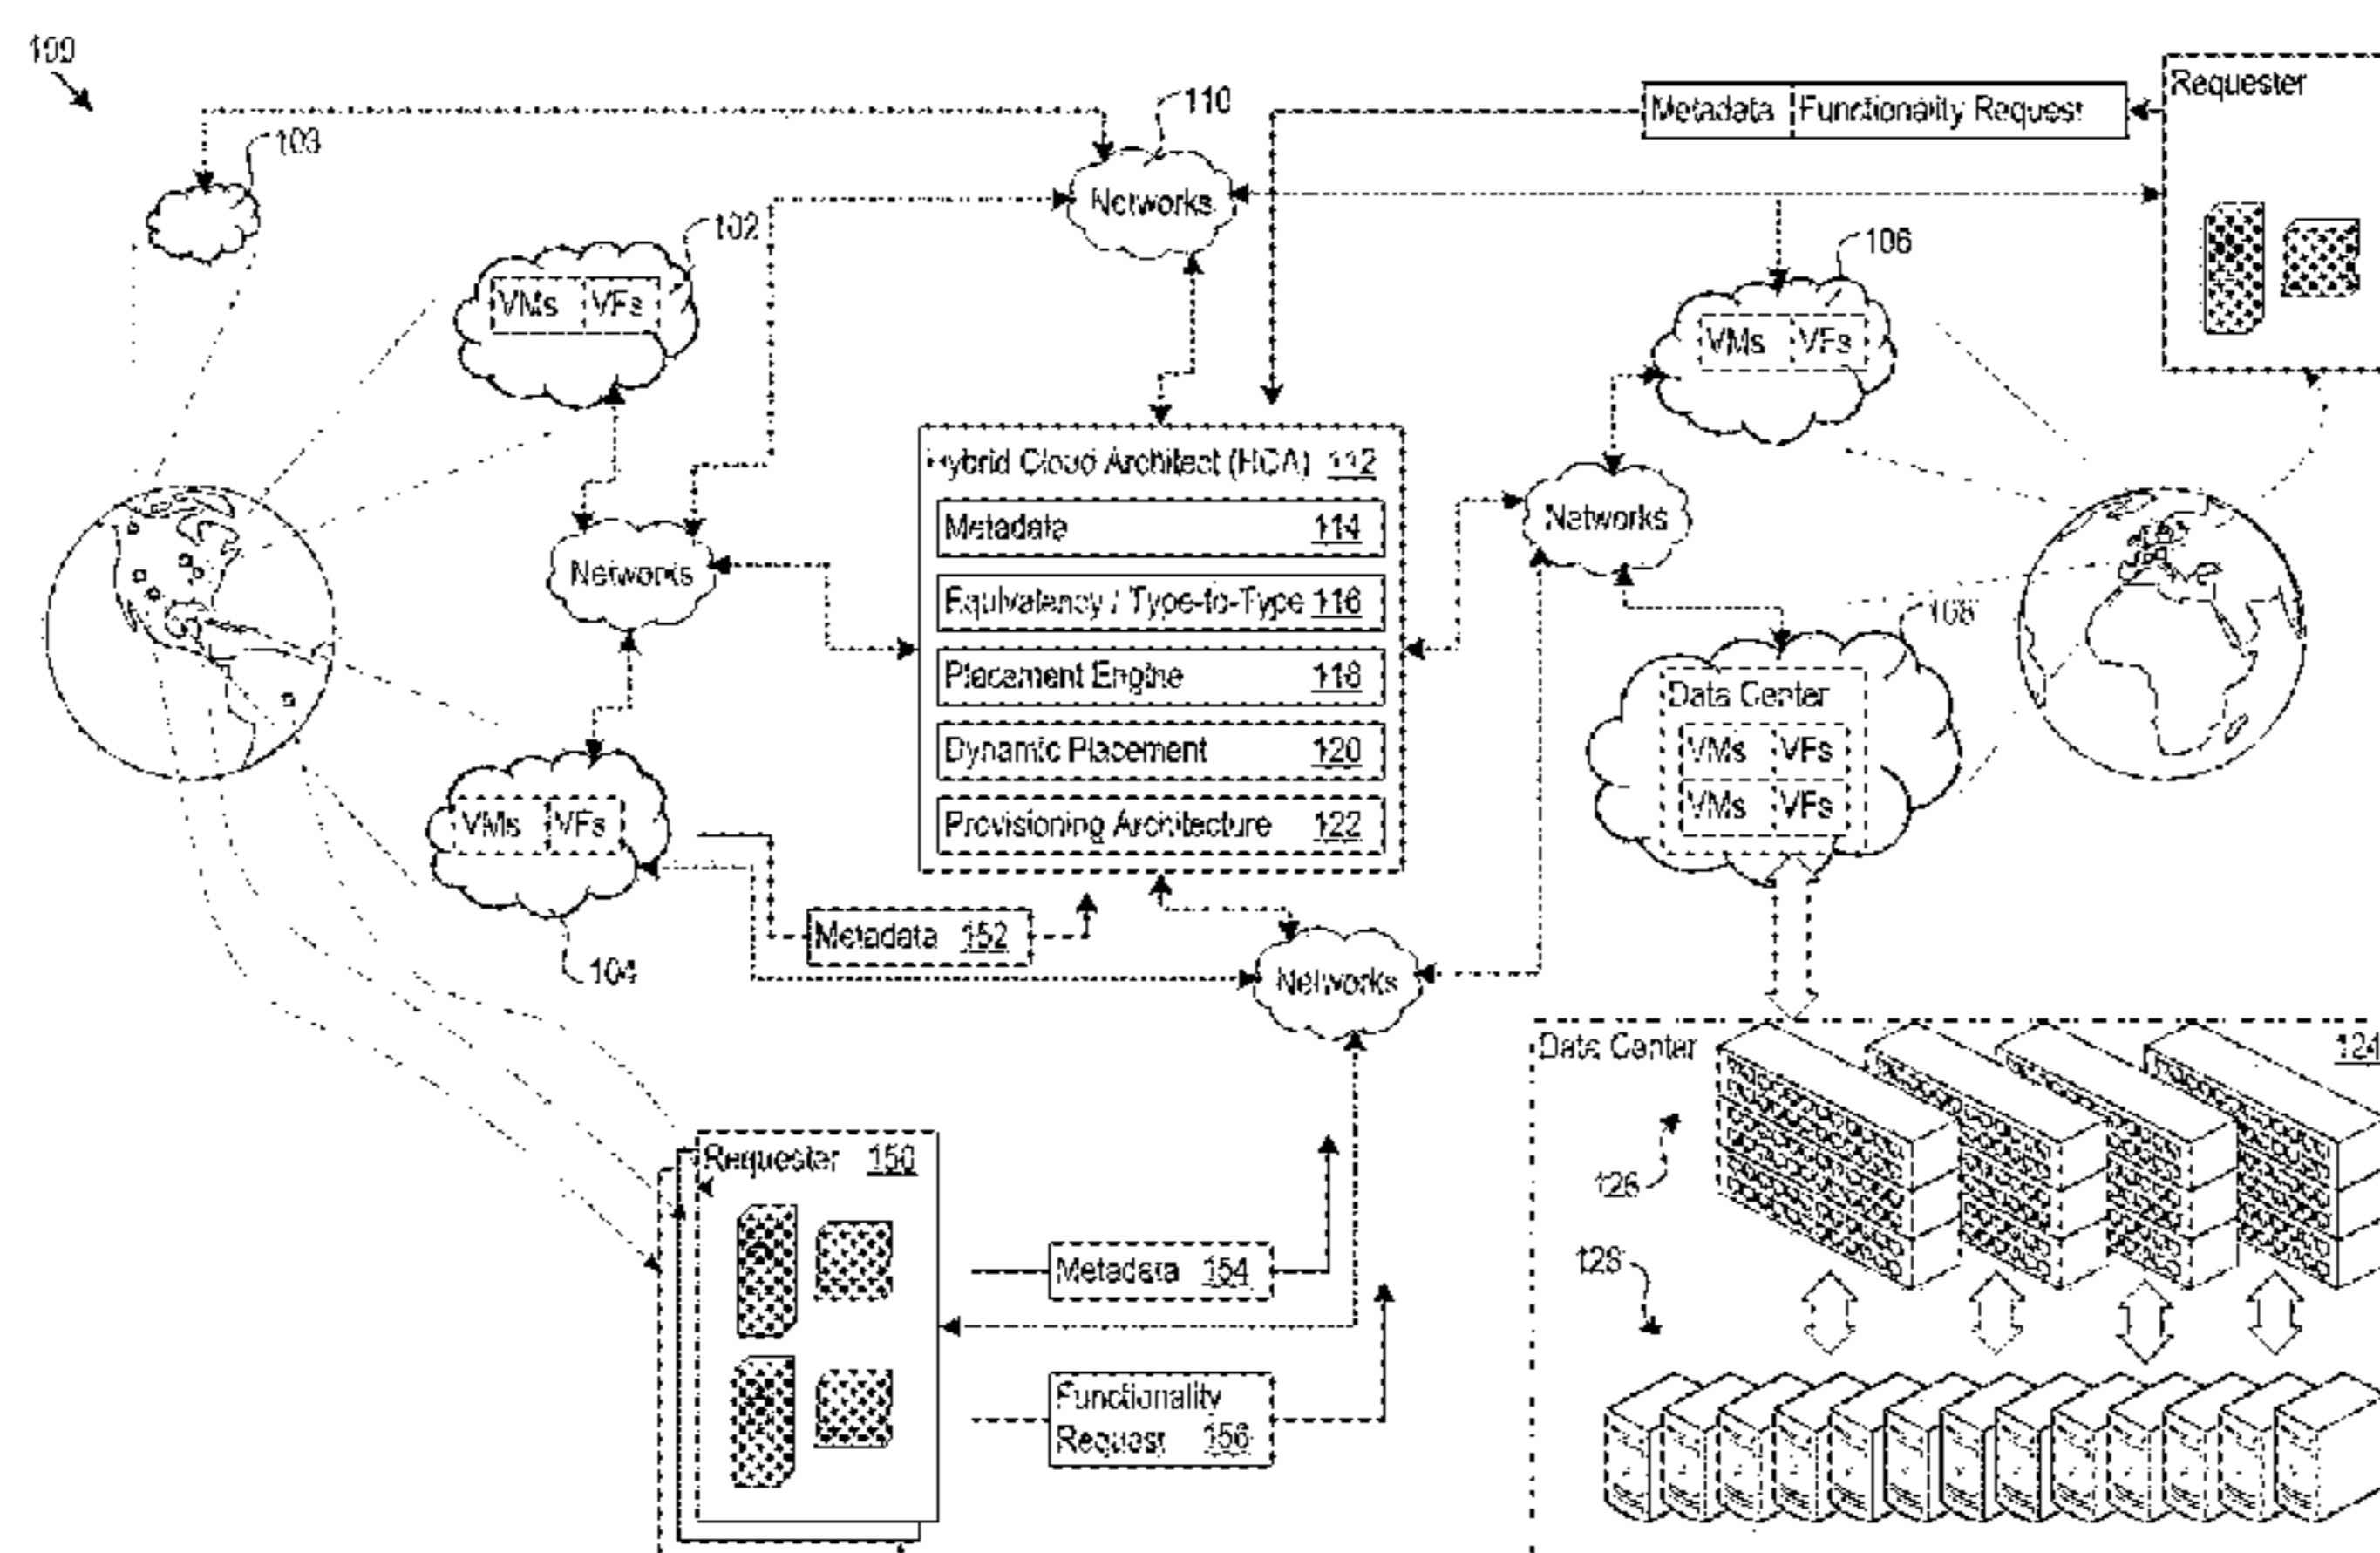 100
110
Metadata Functionality Request
Requester
103
Networks
102
106
VMs VFs
VMs VFs
Hybrid Cloud Architect (HCA) 112
Metadata 114
Networks
Networks
Equivalency / Type-to-Type 116
108
Placement Engine 118
Data Center
Dynamic Placement 120
VMs VFs
VMs VFs
VMs VFs
Provisioning Architecture 122
Metadata 152
104
Networks
Data Center 124
Requester 150
126
Metadata 154
Functionality
Request 156